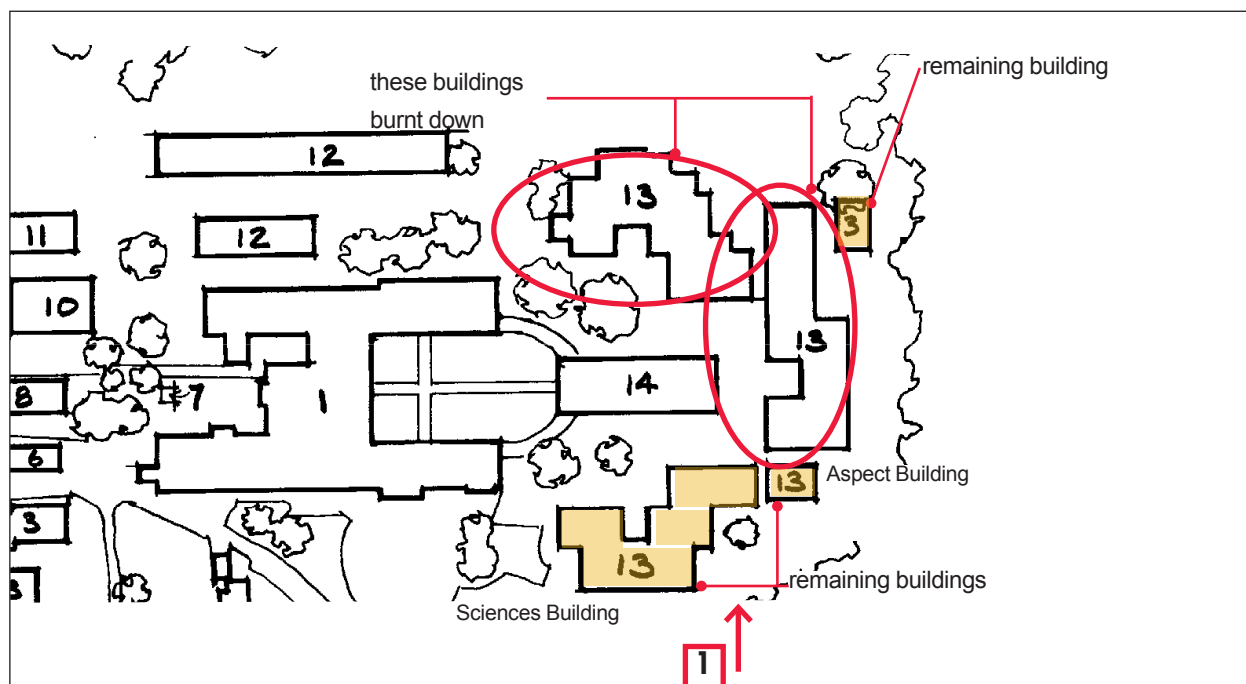 these buildings
burnt down
remaining building
12
13
3
11
12
10
13
14
8
7
1
6
13
Aspect Building
3
13
remaining buildings
Sciences Building
1